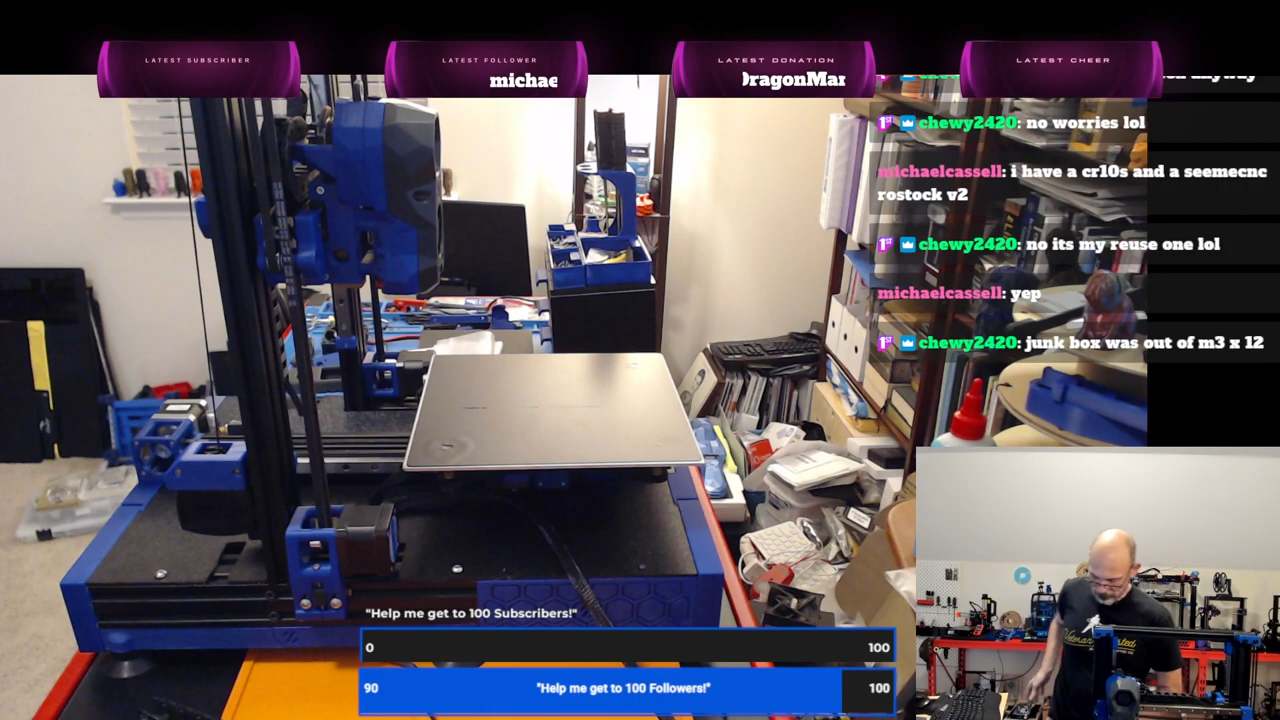 LATEST SUBSCRIBER
LATEST FOLLOWER
michae
LATEST DONATION
DragonMar
LATEST CHEER
anyway
chewy2420: no worries lol
michaelcassell: i have a cr10s and a seemecnc
rostock v2
chewy2420: no its my reuse one lol
michaelcassell: yep
chewy2420: junk box was out of m3 x 12
"Help me get to 100 Subscribers!"
0 100
90 "Help me get to 100 Followers!" 100